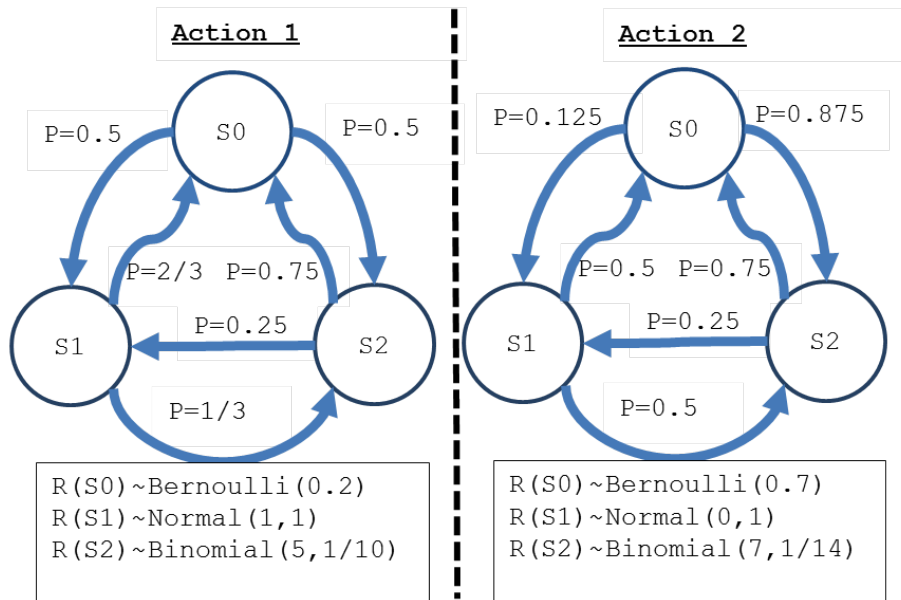 Action 1
P=0.5
P=0.5
S0
P=2/3 P=0.75
P=0.25
S1
S2
P=1/3
R(S0)~Bernoulli(0.2)
R(S1)~Normal(1,1)
R(S2)~Binomial(5,1/10)
Action 2
P=0.125
P=0.875
S0
P=0.5 P=0.75
P=0.25
S1
S2
P=0.5
R(S0)~Bernoulli(0.7)
R(S1)~Normal(0,1)
R(S2)~Binomial(7,1/14)